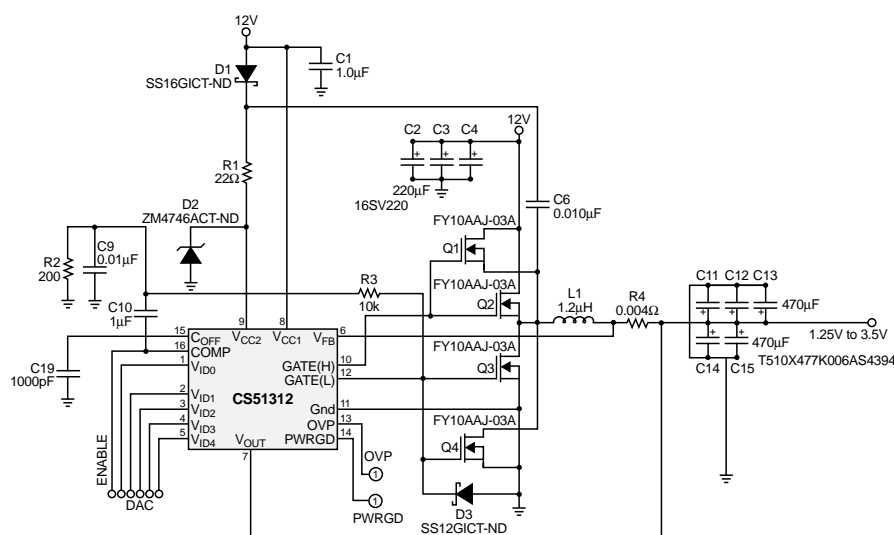 12V
D1
SS16GICT-ND
C1
1.0µF
12V
C2 C3 C4
R1
22Ω
220µF
16SV220
C6
0.010µF
D2
ZM4746ACT-ND
FY10AAJ-03A
Q1
R2
200
C9
0.01µF
R3
10k
FY10AAJ-03A
Q2
C10
1µF
L1
1.2µH
R4
0.004Ω
C11 C12 C13
470µF
1.25V to 3.5V
470µF
C14 C15
T510X477K006AS4394
C19
1000pF
15
16
1
2
3
4
5
9
8
6
10
12
11
13
14
7
COFF
COMP
VID0
VID1
VID2
VID3
VID4
VCC2
VCC1
VFB
GATE(H)
GATE(L)
CS51312
Gnd
OVP
PWRGD
VOUT
FY10AAJ-03A
Q3
FY10AAJ-03A
Q4
ENABLE
DAC
OVP
1
1
PWRGD
D3
SS12GICT-ND